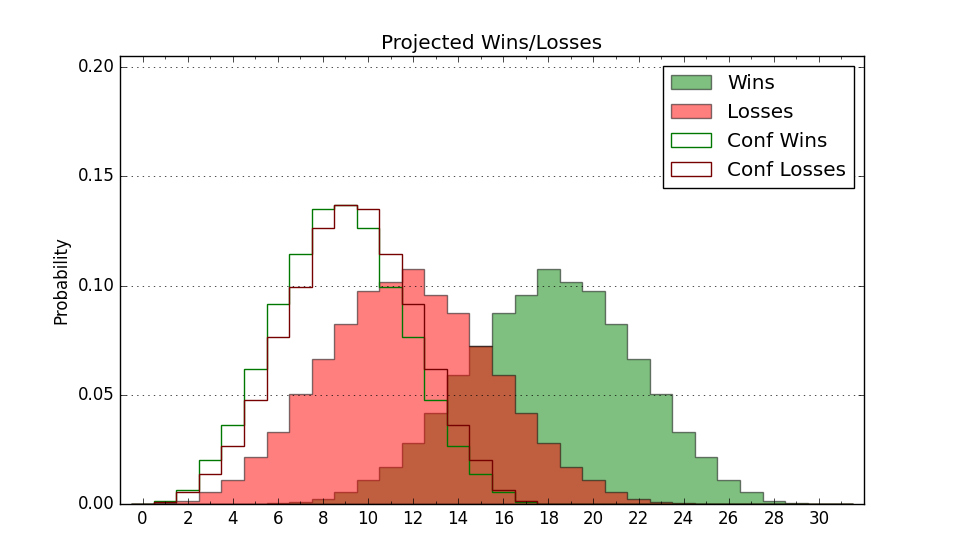 Projected Wins/Losses
0.20
0.15
0.10
0.05
0.00
Probability
Wins
Losses
Conf Wins
Conf Losses
0 2 4 6 8 10 12 14 16 18 20 22 24 26 28 30